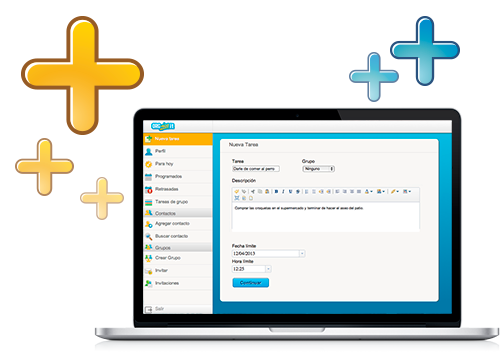 Nueva tarea
Perfil
Para hoy
Programados
Retrasadas
Tareas de grupo
Contactos
Agregar contacto
Buscar contacto
Grupos
Crear Grupo
Invitar
Invitaciones
Salir
Nueva Tarea
Tarea Grupo
Darle de comer al perro Ninguno
Descripción
Comprar las croquetas en el supermercado y terminar de hacer el aseo del patio.
Fecha límite
12/04/2013
Hora límite
12:25
Continuar